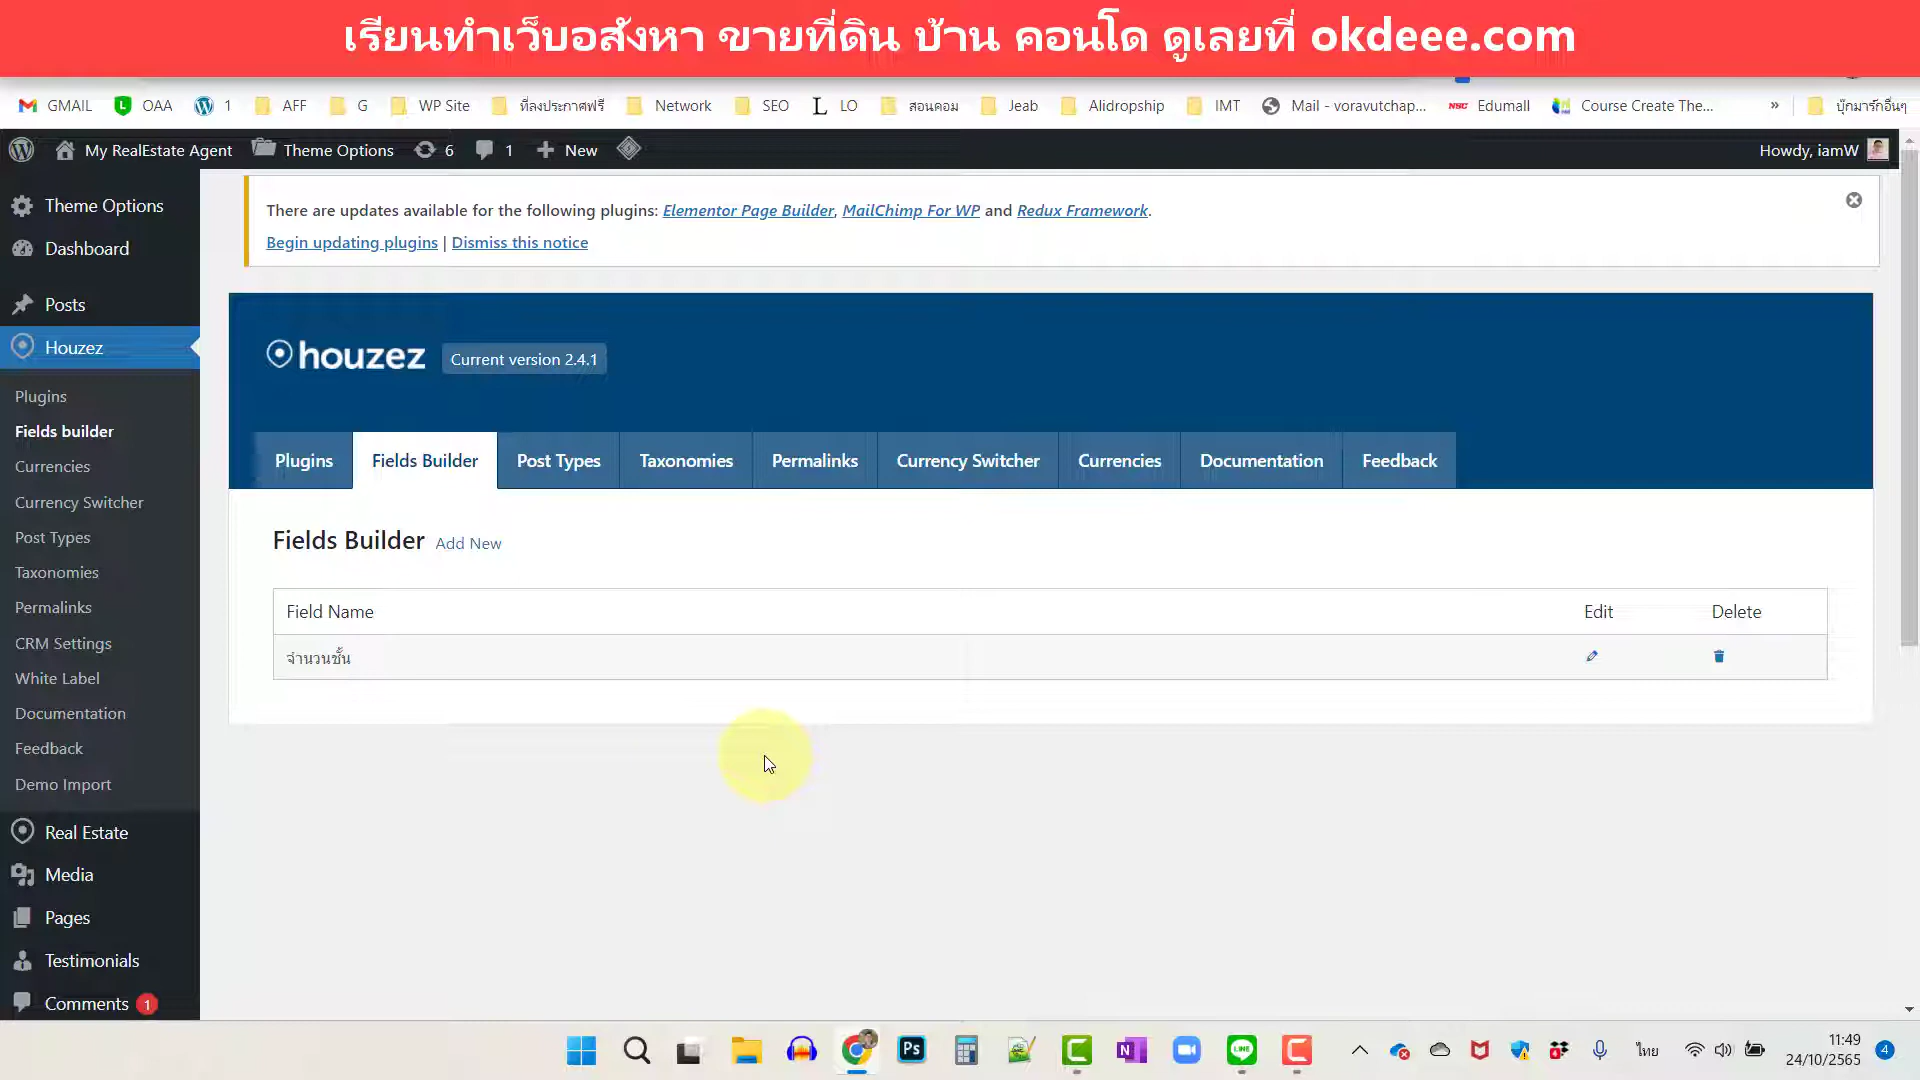 เรียนทำเว็บอสังหา ขายที่ดิน บ้าน คอนโด ดูเลยที่ okdeee.com
GMAIL OAA 1 AFF G WP Site ที่ลงประกาศฟรี Network SEO LO สอนคอม Jeab Alidropship IMT Mail - voravutchap... Edumall Course Create The... » บุ๊กมาร์กอื่นๆ
My RealEstate Agent Theme Options 6 1 New Howdy, iamW
Theme Options
Dashboard
Posts
Houzez
Plugins
Fields builder
Currencies
Currency Switcher
Post Types
Taxonomies
Permalinks
CRM Settings
White Label
Documentation
Feedback
Demo Import
Real Estate
Media
Pages
Testimonials
Comments 1
There are updates available for the following plugins: Elementor Page Builder, MailChimp For WP and Redux Framework.
Begin updating plugins | Dismiss this notice
houzez Current version 2.4.1
Plugins Fields Builder Post Types Taxonomies Permalinks Currency Switcher Currencies Documentation Feedback
Fields Builder Add New
Field Name Edit Delete
จำนวนชั้น
Ps
N
LINE
ไทย
11:49
24/10/2565
4